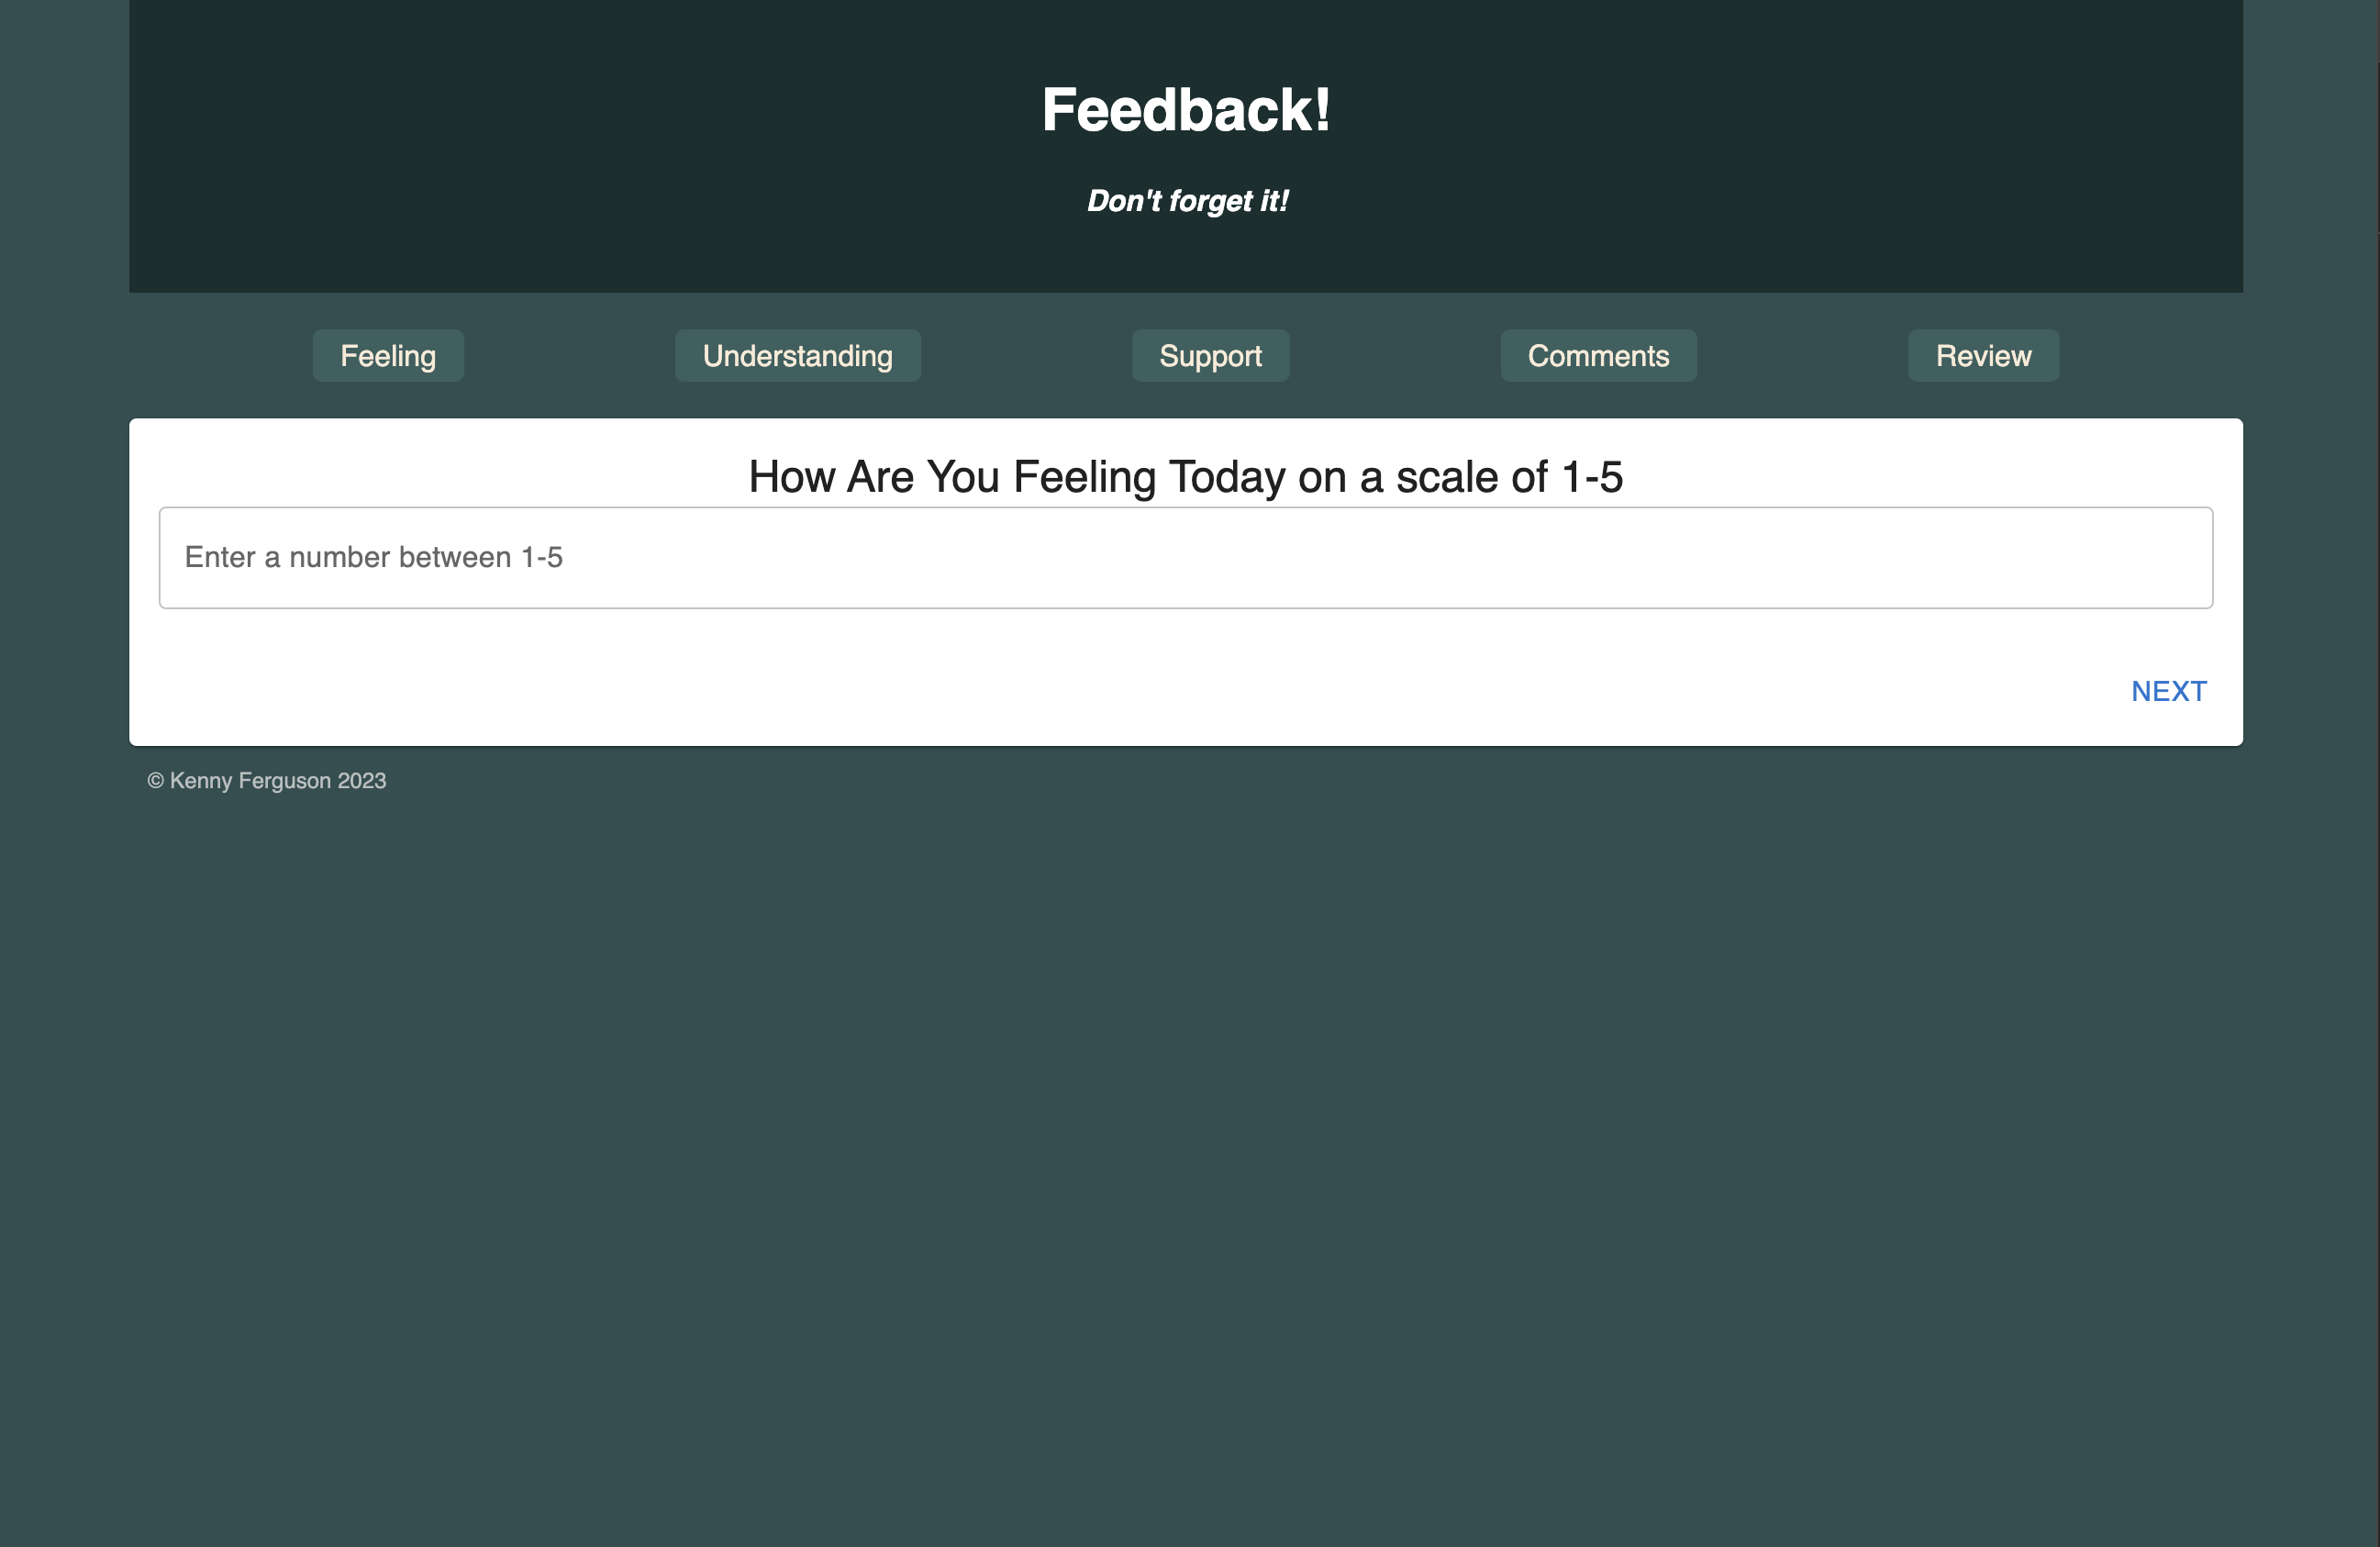 Feedback!
Don't forget it!
Feeling Understanding Support Comments Review
How Are You Feeling Today on a scale of 1-5
Enter a number between 1-5
NEXT
© Kenny Ferguson 2023